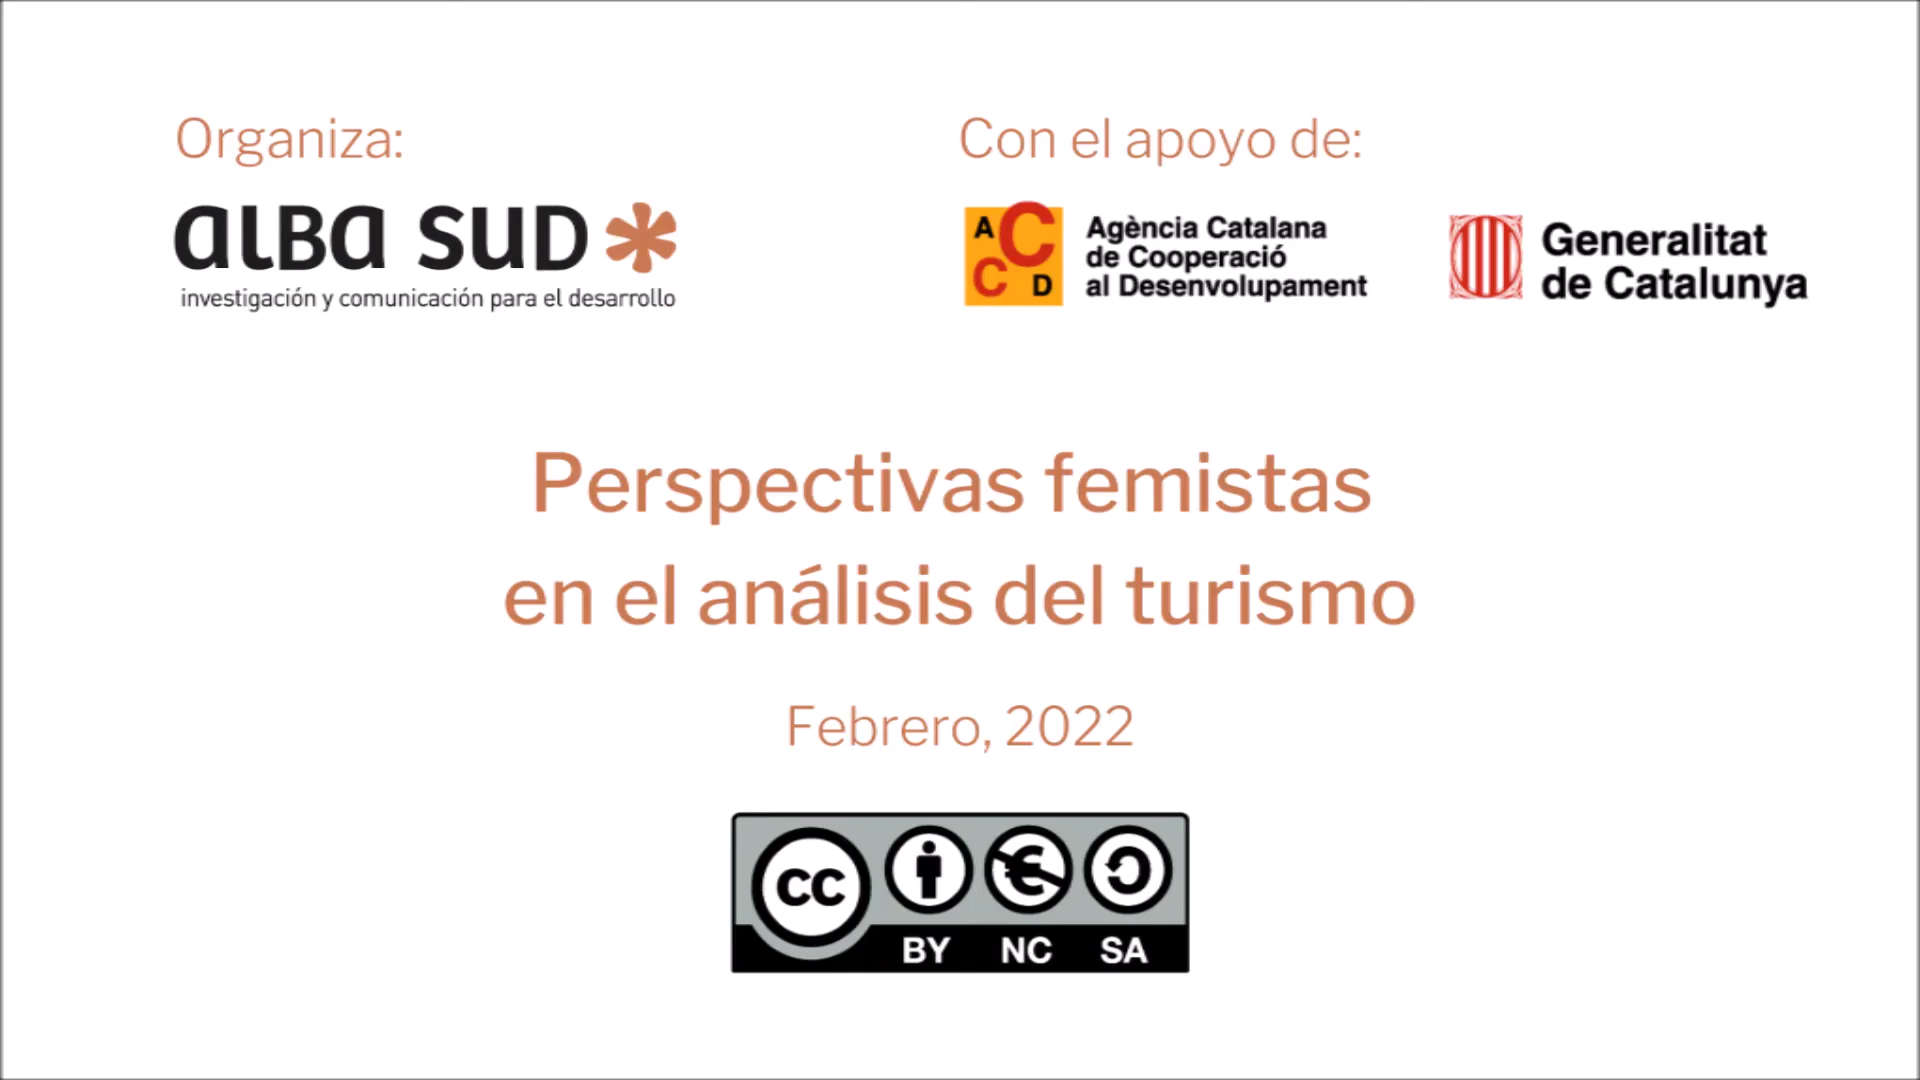 Organiza:
ALBA SUD
investigación y comunicación para el desarrollo
Con el apoyo de:
A C C D
Agència Catalana
de Cooperació
al Desenvolupament
Generalitat
de Catalunya
Perspectivas femistas
en el análisis del turismo
Febrero, 2022
cc
BY NC SA